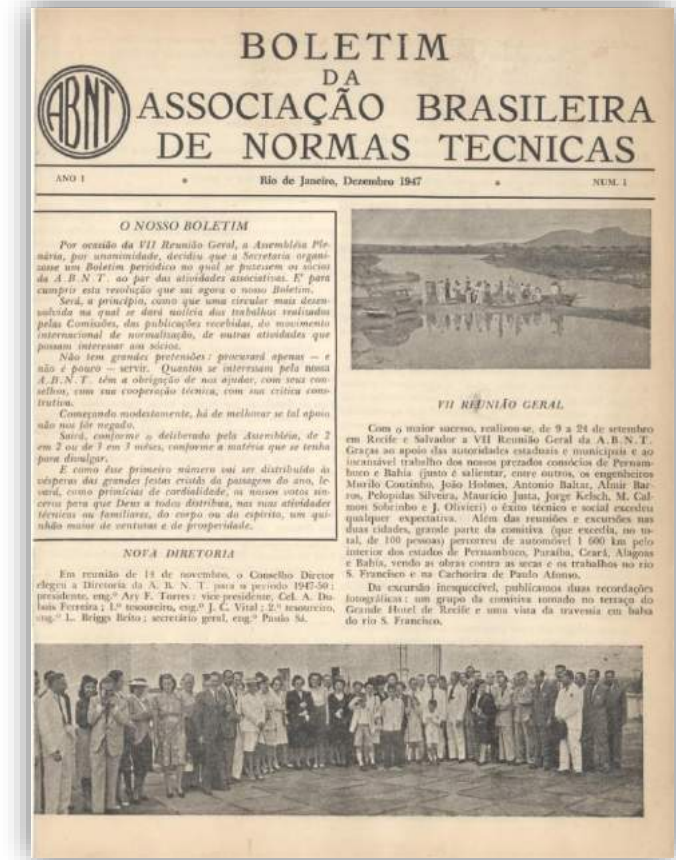 BOLETIM
DA
ABNT
ASSOCIAÇÃO BRASILEIRA
DE NORMAS TECNICAS
ANO I
Rio de Janeiro, Dezembro 1947
NUM. 1
O NOSSO BOLETIM
Por ocasião da VII Reunião Geral, a Assembléia Ple-
nária, por unanimidade, decidiu que a Secretaria organi-
zasse um Boletim periódico no qual se puzessem os sócios
da A.B.N.T. ao par das atividades associativas. E' para
cumprir esta resolução que sai agora o nosso Boletim.
Será, a princípio, como que uma circular mais desen-
volvida na qual se dará notícia dos trabalhos realizados
pelas Comissões, das publicações recebidas, do movimento
internacional de normalização, de outras atividades que
possam interessar aos sócios.
Não tem grandes pretensões: procurará apenas — e
não é pouco — servir. Quantos se interessam pela nossa
A.B.N.T. têm a obrigação de nos ajudar, com seus con-
selhos, com sua cooperação técnica, com sua crítica cons-
trutiva.
Começando modestamente, há de melhorar se tal apoio
não nos fôr negado.
Sairá, conforme o deliberado pela Assembléia, de 2
em 2 ou de 3 em 3 mêses, conforme a matéria que se tenha
para divulgar.
E como êsse primeiro número vai ser distribuido às
vésperas das grandes festas cristãs da passagem do ano, le-
vará, como primícias de cordialidade, os nossos votos sin-
ceros para que Deus a todos distribua, nas suas atividades
técnicas ou familiares, do corpo ou do espírito, um qui-
nhão maior de venturas e de prosperidade.
NOVA DIRETORIA
Em reunião de 14 de novembro, o Conselho Diretor
elegeu a Diretoria da A. B. N. T. para o período 1947-50:
presidente, eng.º Ary F. Torres; vice-presidente, Cel. A. Du-
bois Ferreira; 1.º tesoureiro, eng.º J. C. Vital; 2.º tesoureiro,
eng.º L. Briggs Brito; secretário geral, eng.º Paulo Sá.
VII REUNIÃO GERAL
Com o maior sucesso, realizou-se, de 9 a 24 de setembro
em Recife e Salvador a VII Reunião Geral da A.B.N.T.
Graças ao apoio das autoridades estaduais e municipais e ao
incansável trabalho dos nossos prezados consócios de Pernam-
buco e Bahia (justo é salientar, entre outros, os engenheiros
Murilo Coutinho, João Holmes, Antonio Baltar, Almir Bar-
ros, Pelopidas Silveira, Mauricio Justa, Jorge Kelsch, M. Cal-
mon Sobrinho e J. Olivieri) o êxito técnico e social excedeu
qualquer expectativa. Além das reuniões e excursões nas
duas cidades, grande parte da comitiva (que excedia, no to-
tal, de 100 pessoas) percorreu de automóvel 1 600 km pelo
interior dos estados de Pernambuco, Paraíba, Ceará, Alagoas
e Bahia, vendo as obras contra as secas e os trabalhos no rio
S. Francisco e na Cachoeira de Paulo Afonso.
Da excursão inesquecível, publicamos duas recordações
fotográficas: um grupo da comitiva tomado no terraço do
Grande Hotel de Recife e uma vista da travessia em balsa
do rio S. Francisco.